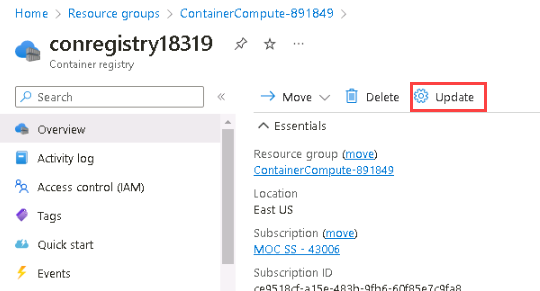 Home > Resource groups > ContainerCompute-891849 >
conregistry18319
Container registry
Search
Move Delete Update
Overview
Essentials
Activity log
Resource group (move)
Access control (IAM)
ContainerCompute-891849
Location
Tags
East US
Quick start
Subscription (move)
MOC SS - 43006
Events
Subscription ID
ce9518cf-a15e-483b-9fb6-60f85e7c9fa8